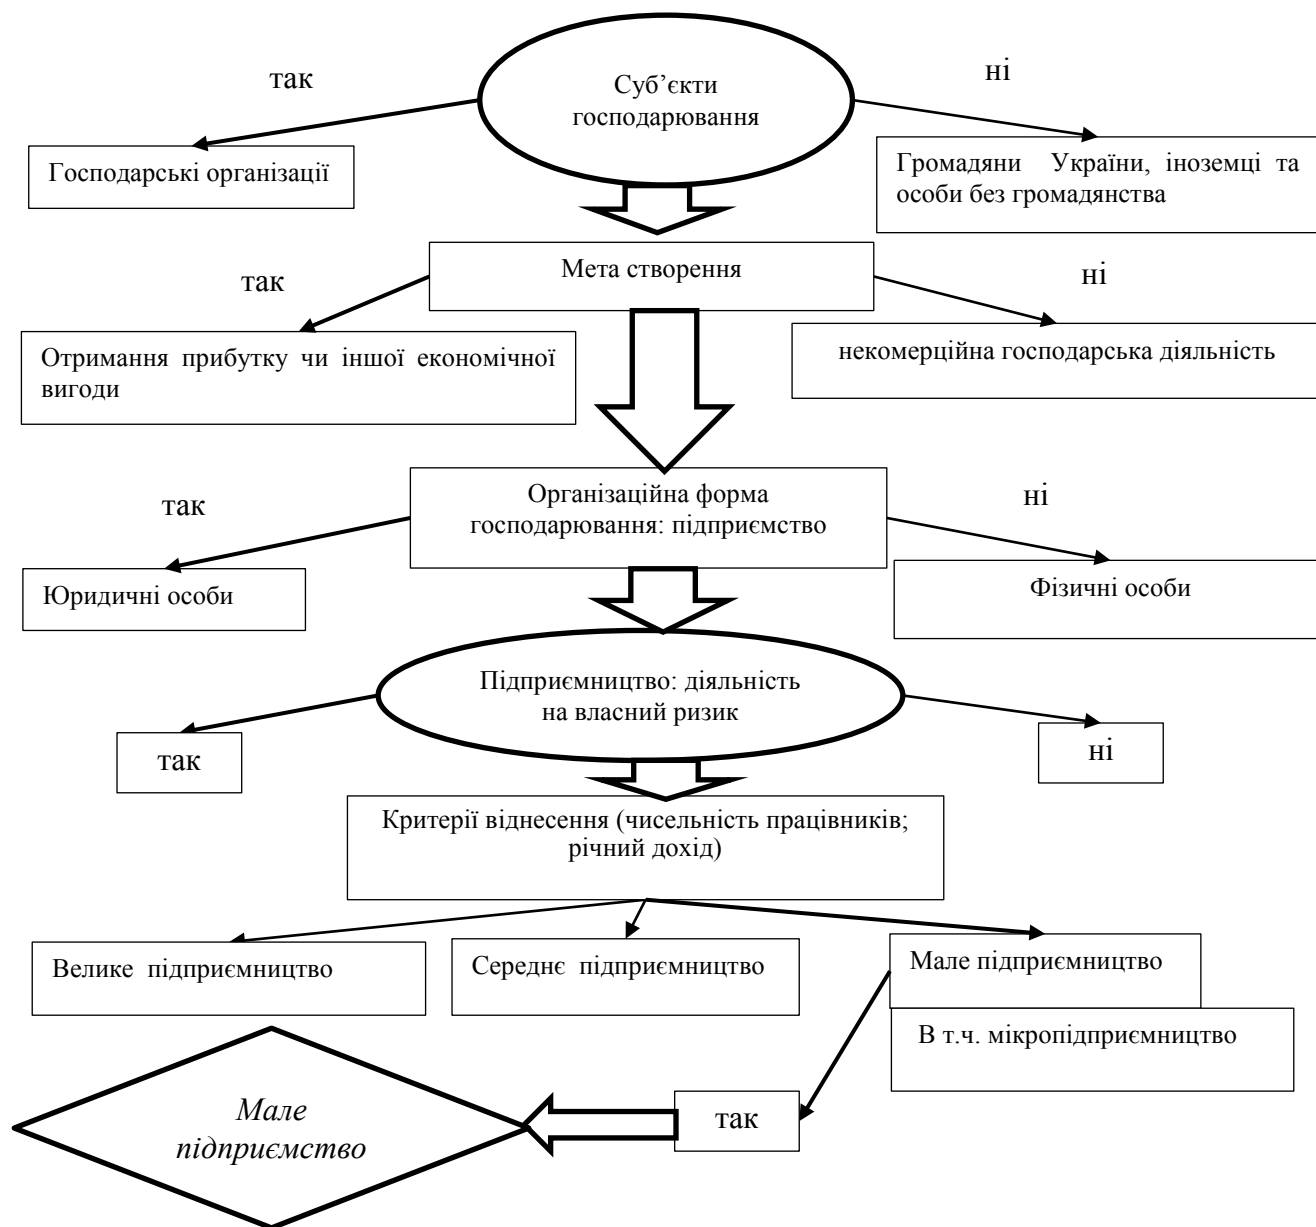 так
Суб’єкти
господарювання
ні
Господарські організації
Громадяни України, іноземці та
особи без громадянства
так
Мета створення
ні
Отримання прибутку чи іншої економічної
вигоди
некомерційна господарська діяльність
так
Організаційна форма
господарювання: підприємство
ні
Юридичні особи
Фізичні особи
Підприємництво: діяльність
на власний ризик
так
ні
Критерії віднесення (чисельність працівників;
річний дохід)
Велике підприємництво
Середнє підприємництво
Мале підприємництво
В т.ч. мікропідприємництво
так
Мале
підприємство